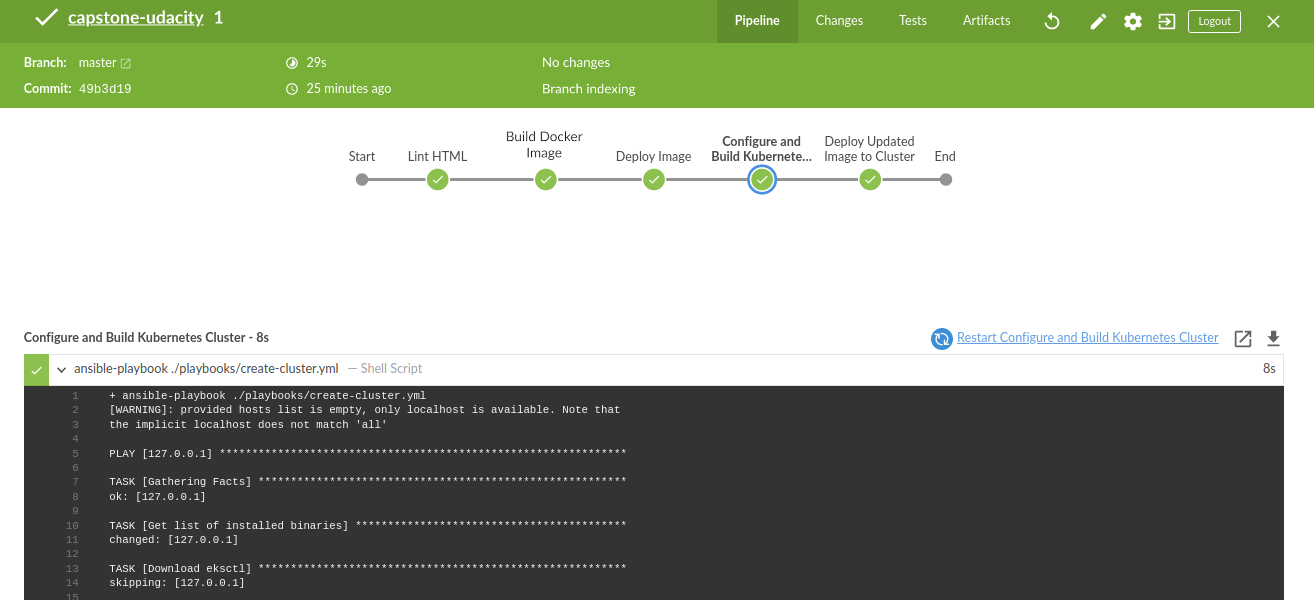 capstone-udacity 1
Pipeline Changes Tests Artifacts Logout
Branch: master 29s No changes
Commit: 49b3d19 25 minutes ago Branch indexing
Start
Lint HTML
Build Docker
Image
Deploy Image
Configure and
Build Kubernete...
Deploy Updated
Image to Cluster
End
Configure and Build Kubernetes Cluster - 8s
Restart Configure and Build Kubernetes Cluster
ansible-playbook ./playbooks/create-cluster.yml — Shell Script 8s
1 + ansible-playbook ./playbooks/create-cluster.yml
2 [WARNING]: provided hosts list is empty, only localhost is available. Note that
3 the implicit localhost does not match 'all'
4
5 PLAY [127.0.0.1] ***************************************************************
6
7 TASK [Gathering Facts] *********************************************************
8 ok: [127.0.0.1]
9
10 TASK [Get list of installed binaries] ******************************************
11 changed: [127.0.0.1]
12
13 TASK [Download eksctl] *********************************************************
14 skipping: [127.0.0.1]
15